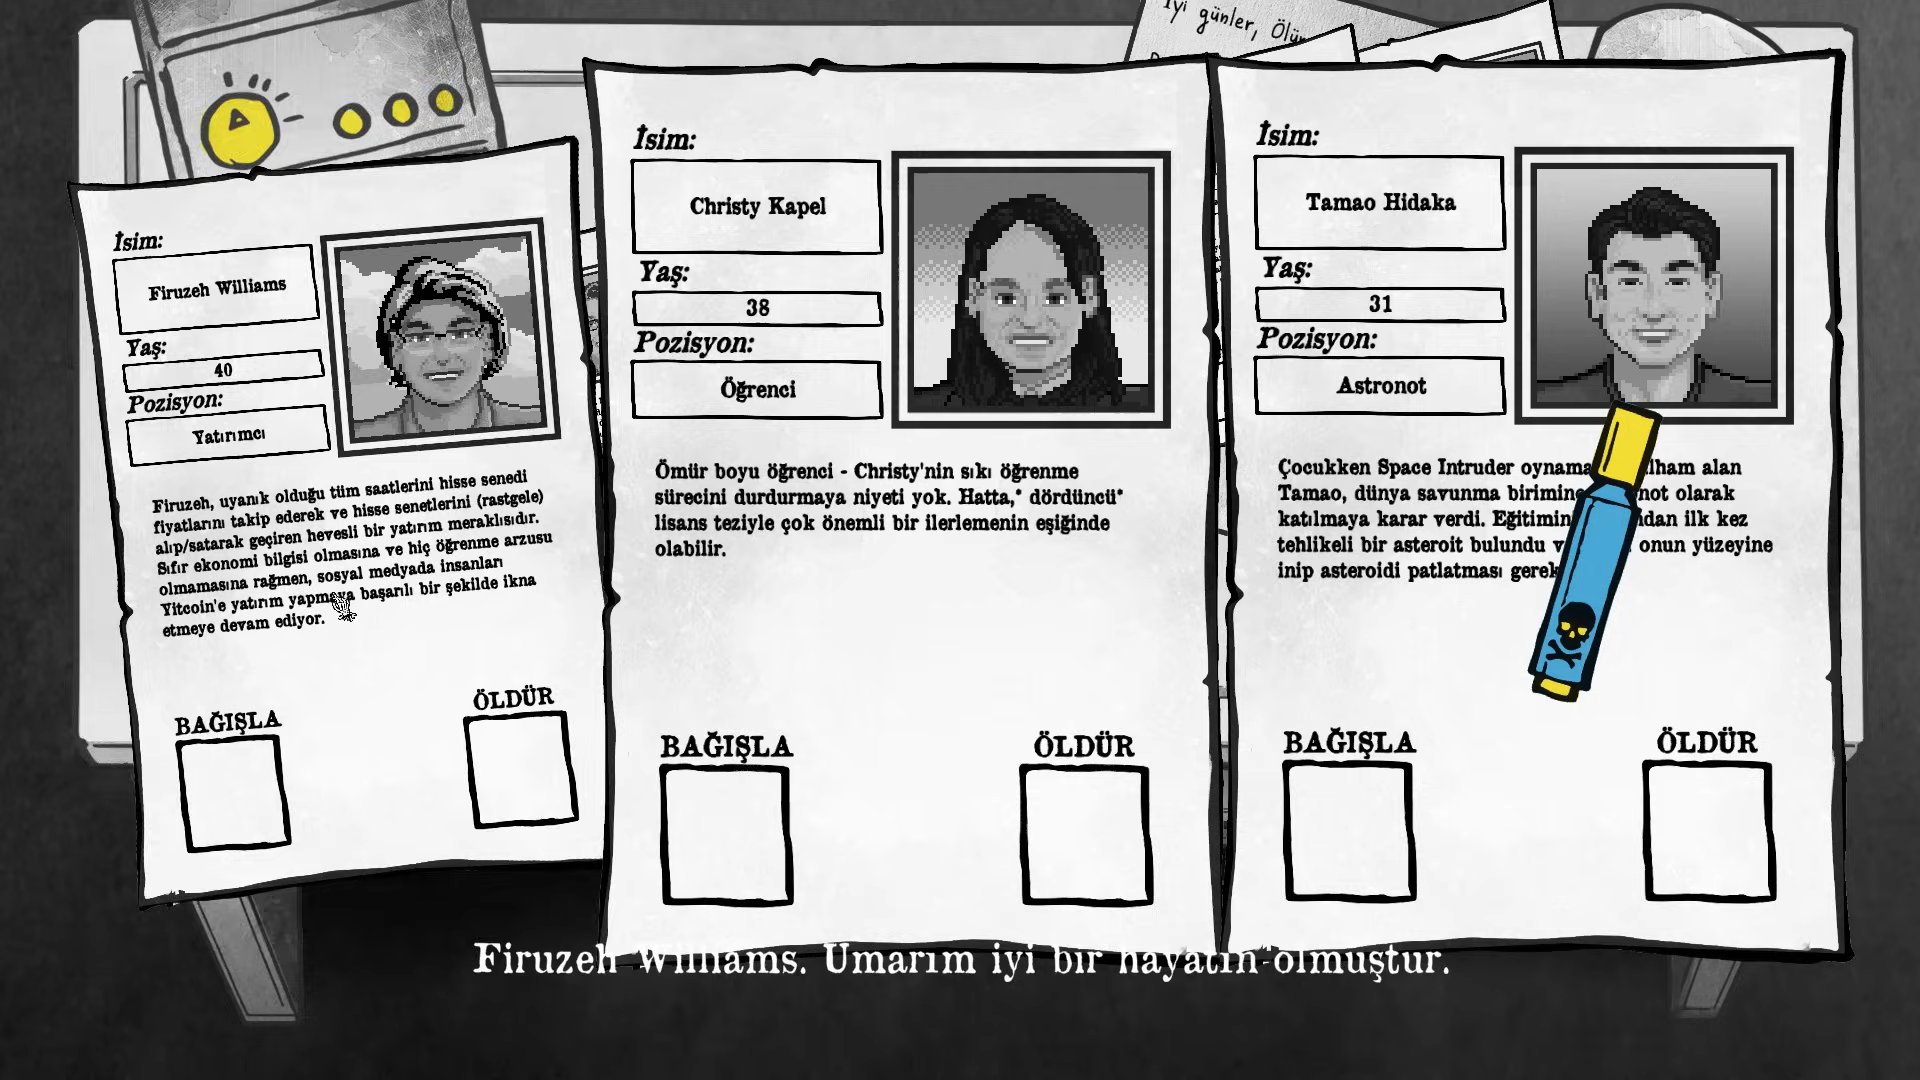 İyi günler,
İsim:
Firuzeh Williams
Yaş:
40
Pozisyon:
Yatırımcı
Firuzeh, uyanık olduğu tüm saatlerini hisse senedi
fiyatlarını takip ederek ve hisse senetlerini (rastgele)
alıp/satarak geçiren hevesli bir yatırım meraklısıdır.
Sıfır ekonomi bilgisi olmasına ve hiç öğrenme arzusu
olmamasına rağmen, sosyal medyada insanları
Yitcoin'e yatırım yapmaya başarılı bir şekilde ikna
etmeye devam ediyor.
BAĞIŞLA
ÖLDÜR
İsim:
Christy Kapel
Yaş:
38
Pozisyon:
Öğrenci
Ömür boyu öğrenci - Christy'nin sıkı öğrenme
sürecini durdurmaya niyeti yok. Hatta,* dördüncü*
lisans teziyle çok önemli bir ilerlemenin eşiğinde
olabilir.
BAĞIŞLA
ÖLDÜR
İsim:
Tamao Hidaka
Yaş:
31
Pozisyon:
Astronot
Çocukken Space Intruder alan
Tamao, dünya savunma olarak
katılmaya karar verdi. ilk kez
tehlikeli bir asteroit bulundu onun yüzeyine
inip asteroidi patlatması
BAĞIŞLA
ÖLDÜR
Firuzeh Williams. Umarım iyi bir hayatın olmuştur.